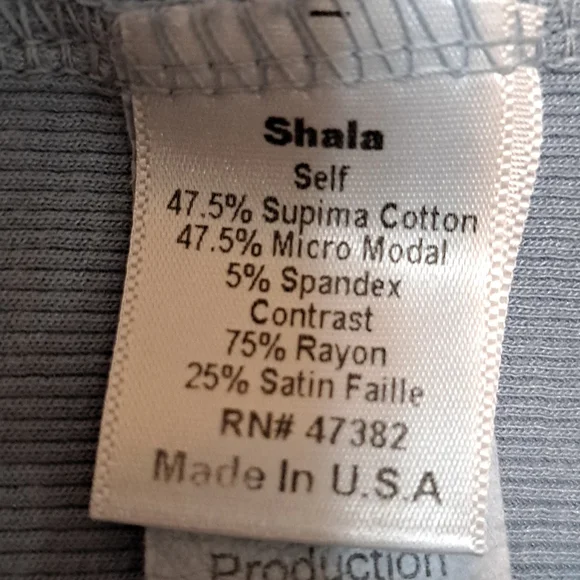 Shala
Self
47.5% Supima Cotton
47.5% Micro Modal
5% Spandex
Contrast
75% Rayon
25% Satin Faille
RN# 47382
Made In U.S.A
Production